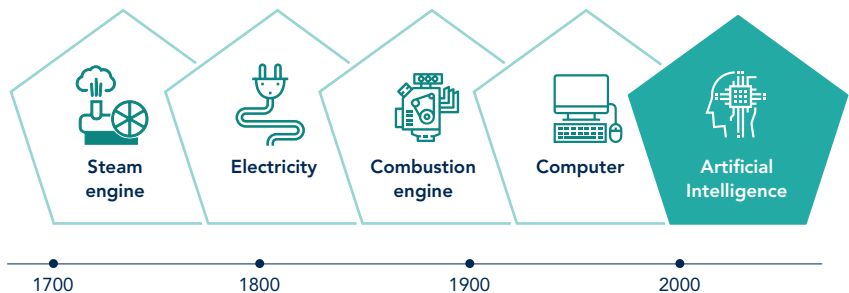 Steam
engine
Electricity
Combustion
engine
Computer
Artificial
Intelligence
1700
1800
1900
2000